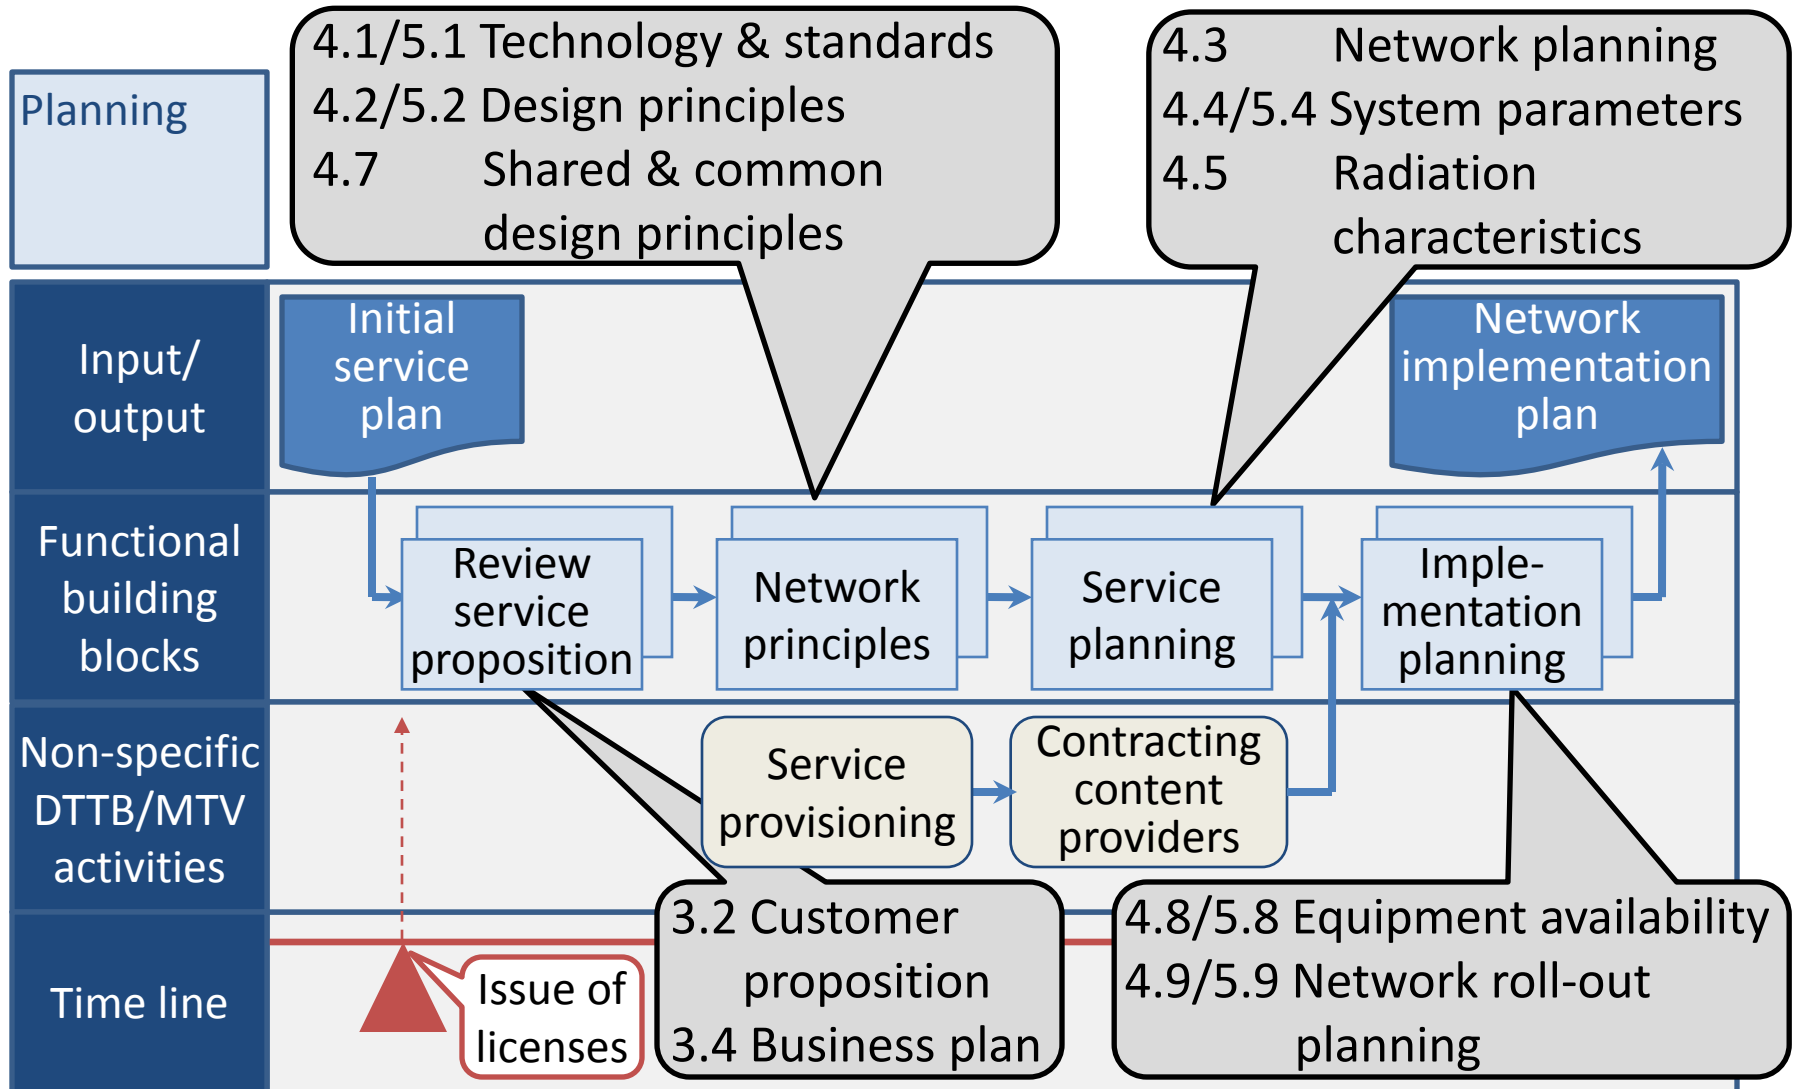 4.1/5.1 Technology & standards
4.2/5.2 Design principles
4.7 Shared & common
design principles
4.3 Network planning
4.4/5.4 System parameters
4.5 Radiation
characteristics
Planning
Input/
output
Initial
service
plan
Network
implementation
plan
Functional
building
blocks
Review
service
proposition
Network
principles
Service
planning
Imple-
mentation
planning
Non-specific
DTTB/MTV
activities
Service
provisioning
Contracting
content
providers
Time line
Issue of
licenses
3.2 Customer
proposition
3.4 Business plan
4.8/5.8 Equipment availability
4.9/5.9 Network roll-out
planning